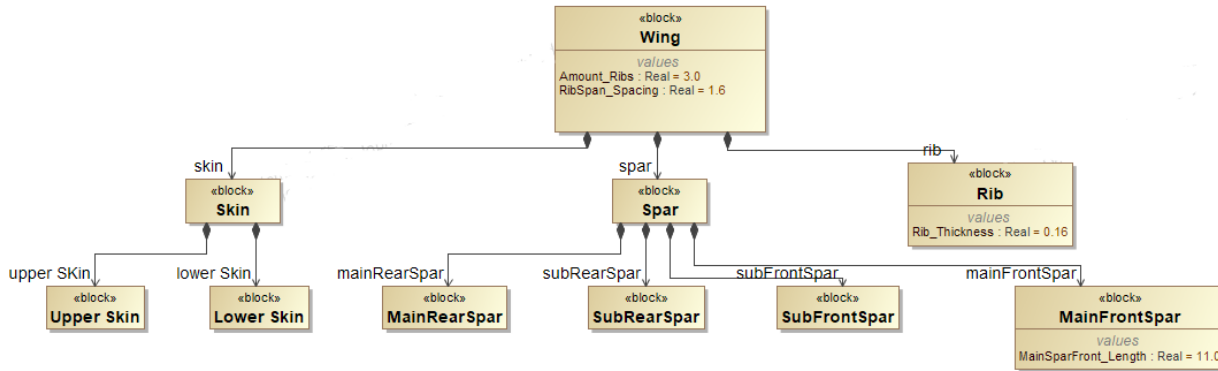 «block»
Wing
values
Amount_Ribs : Real = 3.0
RibSpan_Spacing : Real = 1.6
skin
spar
rib
«block»
Skin
«block»
Spar
«block»
Rib
values
Rib_Thickness : Real = 0.16
upper SKin
lower Skin
mainRearSpar
subRearSpar
subFrontSpar
mainFrontSpar
«block»
Upper Skin
«block»
Lower Skin
«block»
MainRearSpar
«block»
SubRearSpar
«block»
SubFrontSpar
«block»
MainFrontSpar
values
MainSparFront_Length : Real = 11.0